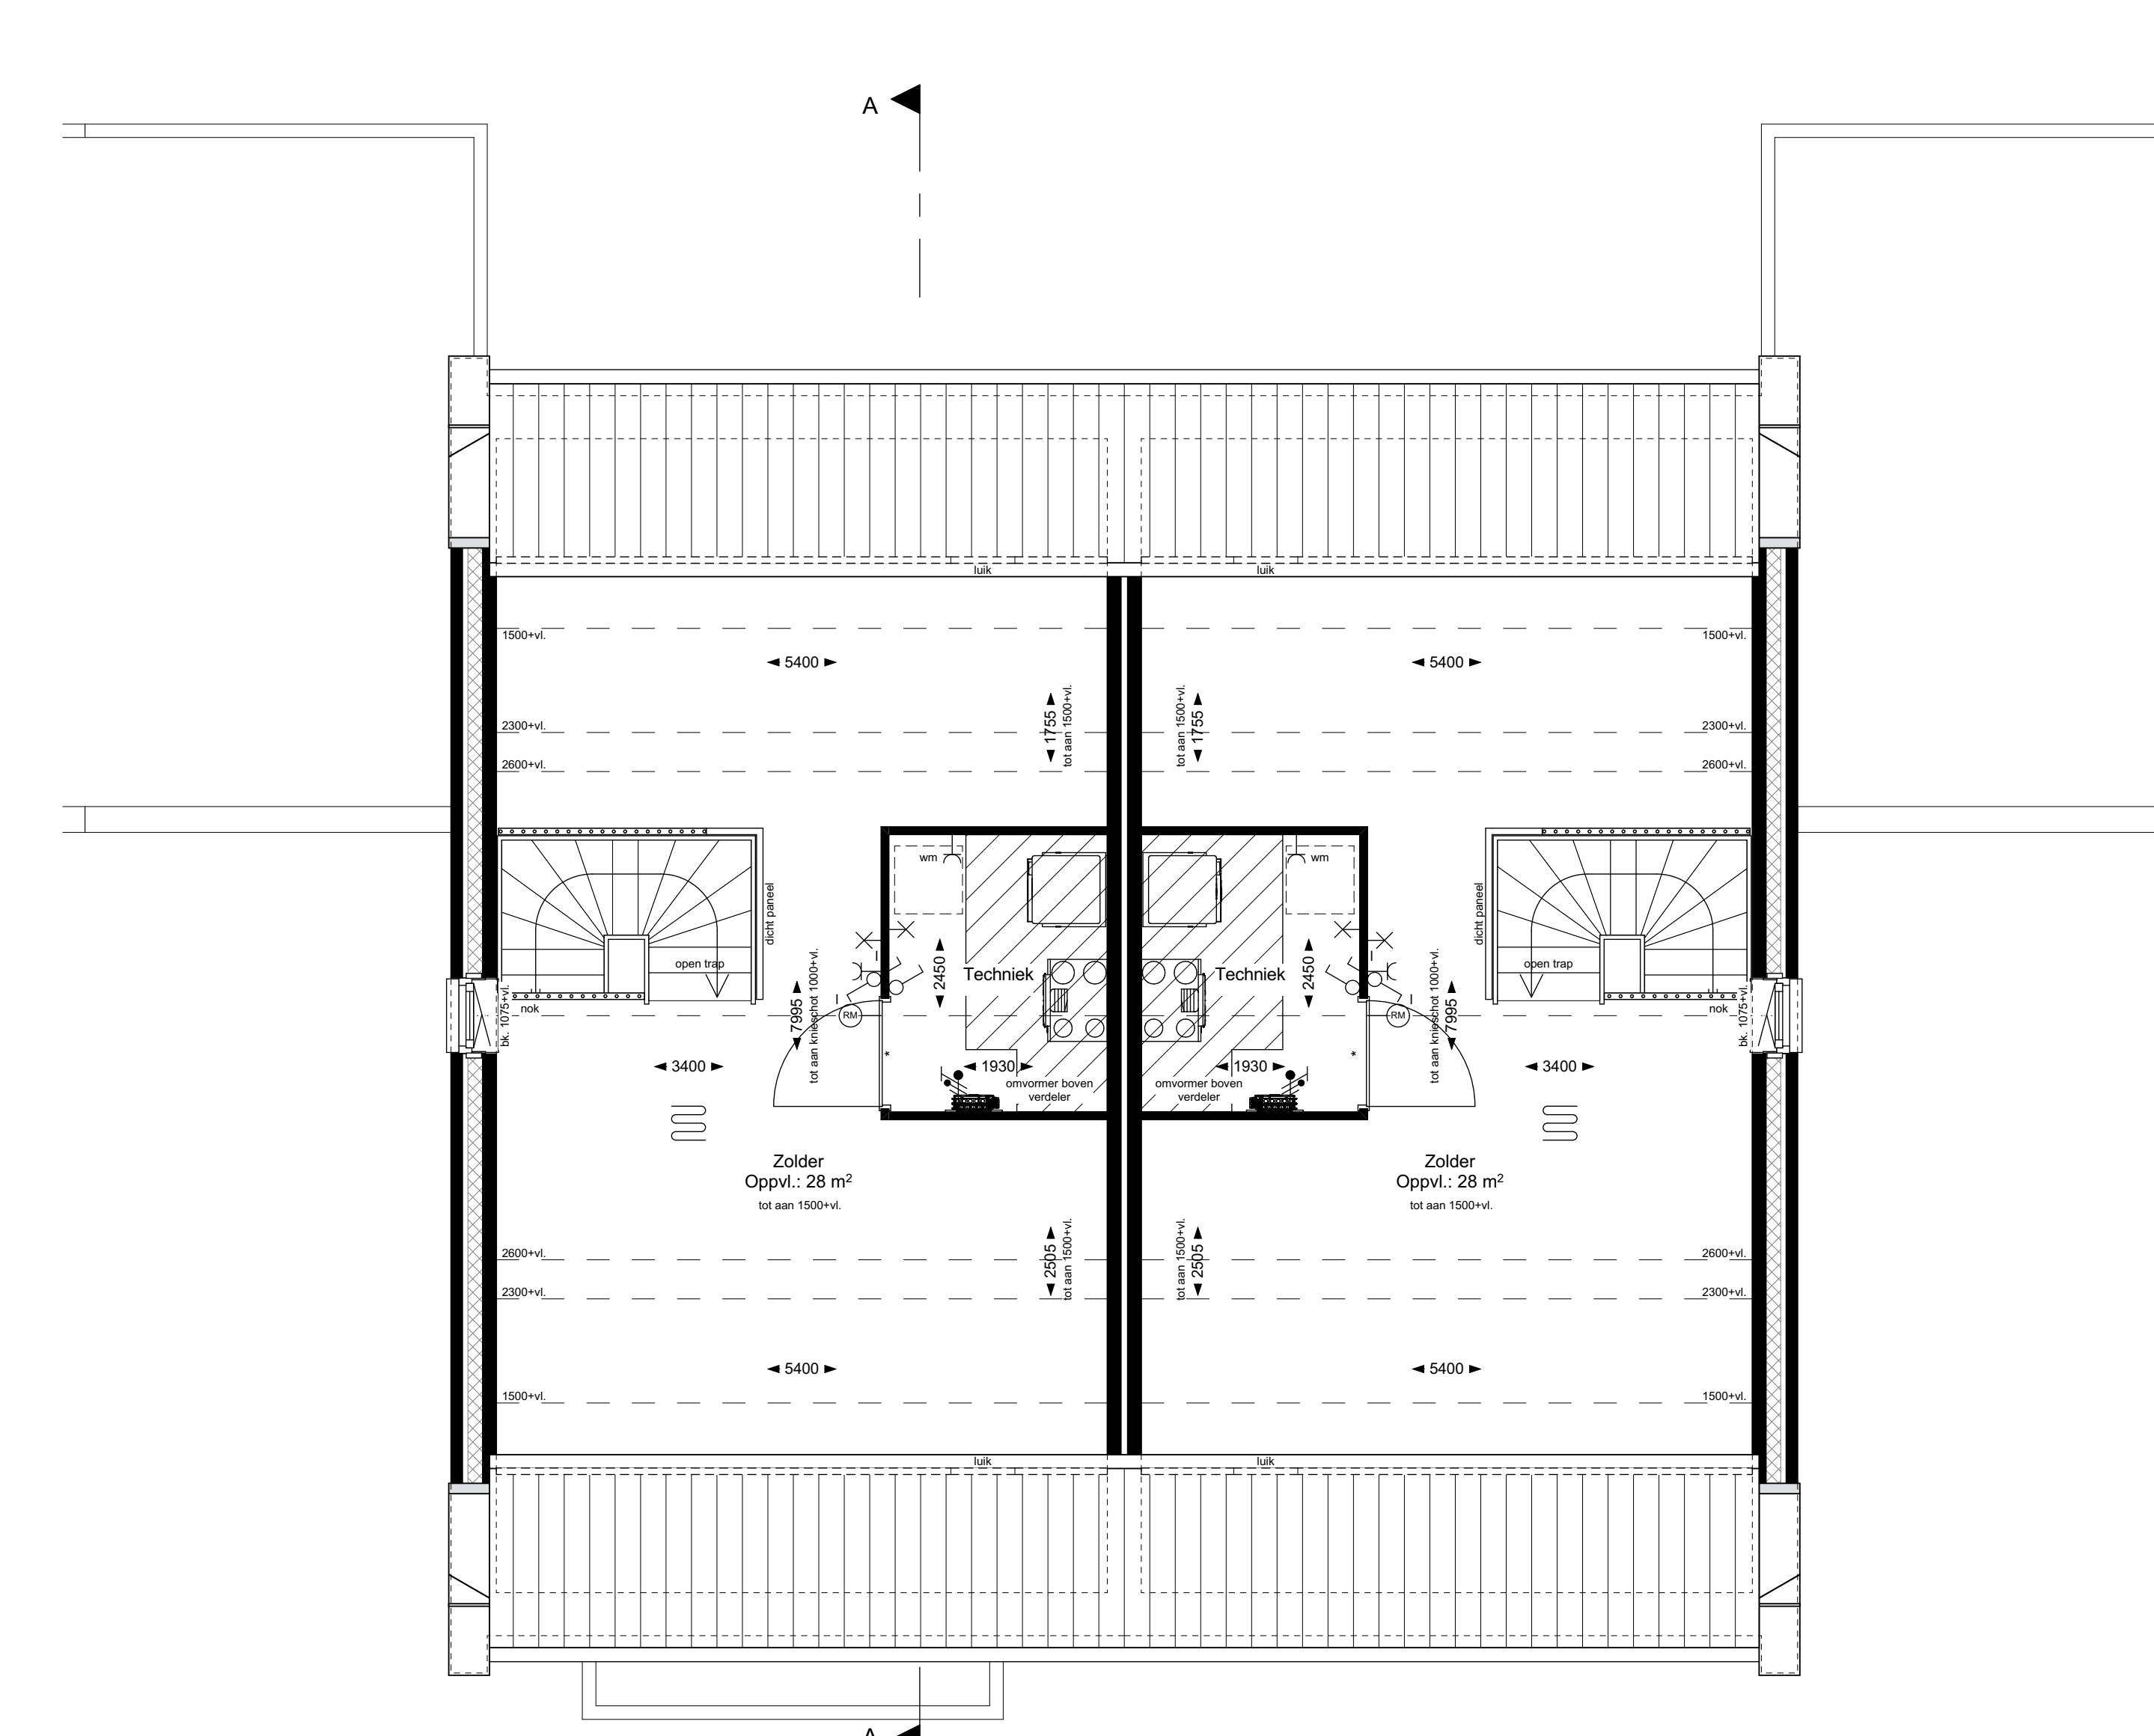 A
luik
luik
1500+vl.
1500+vl.
5400
5400
1755
tot aan 1500+vl.
tot aan 1500+vl.
1755
2300+vl.
2300+vl.
2600+vl.
2600+vl.
wm
wm
dicht paneel
dicht paneel
open trap
open trap
Techniek
Techniek
2450
2450
7995
tot aan knieschot 1000+vl.
tot aan knieschot 1000+vl.
7995
nok
nok
bk. 1075+vl.
bk. 1075+vl.
RM
RM
*
*
3400
1930
1930
3400
omvormer boven
verdeler
omvormer boven
verdeler
Zolder
Oppvl.: 28 m²
tot aan 1500+vl.
Zolder
Oppvl.: 28 m²
tot aan 1500+vl.
2505
tot aan 1500+vl.
tot aan 1500+vl.
2505
2600+vl.
2600+vl.
2300+vl.
2300+vl.
5400
5400
1500+vl.
1500+vl.
luik
luik
A